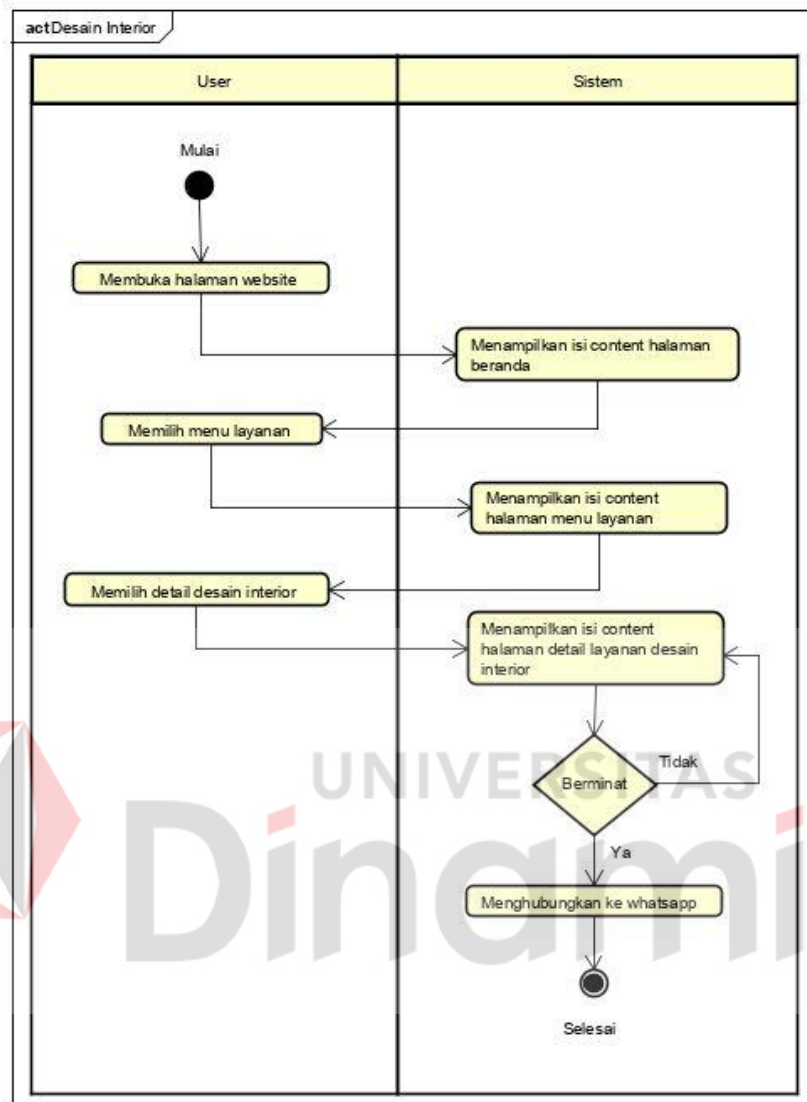 act Desain Interior
User
Sistem
Mulai
Membuka halaman website
Menampilkan isi content halaman
beranda
Memilih menu layanan
Menampilkan isi content
halaman menu layanan
Memilih detail desain interior
Menampilkan isi content
halaman detail layanan desain
interior
Berminat
Tidak
Ya
Menghubungkan ke whatsapp
Selesai
UNIVERSITAS
Dinami